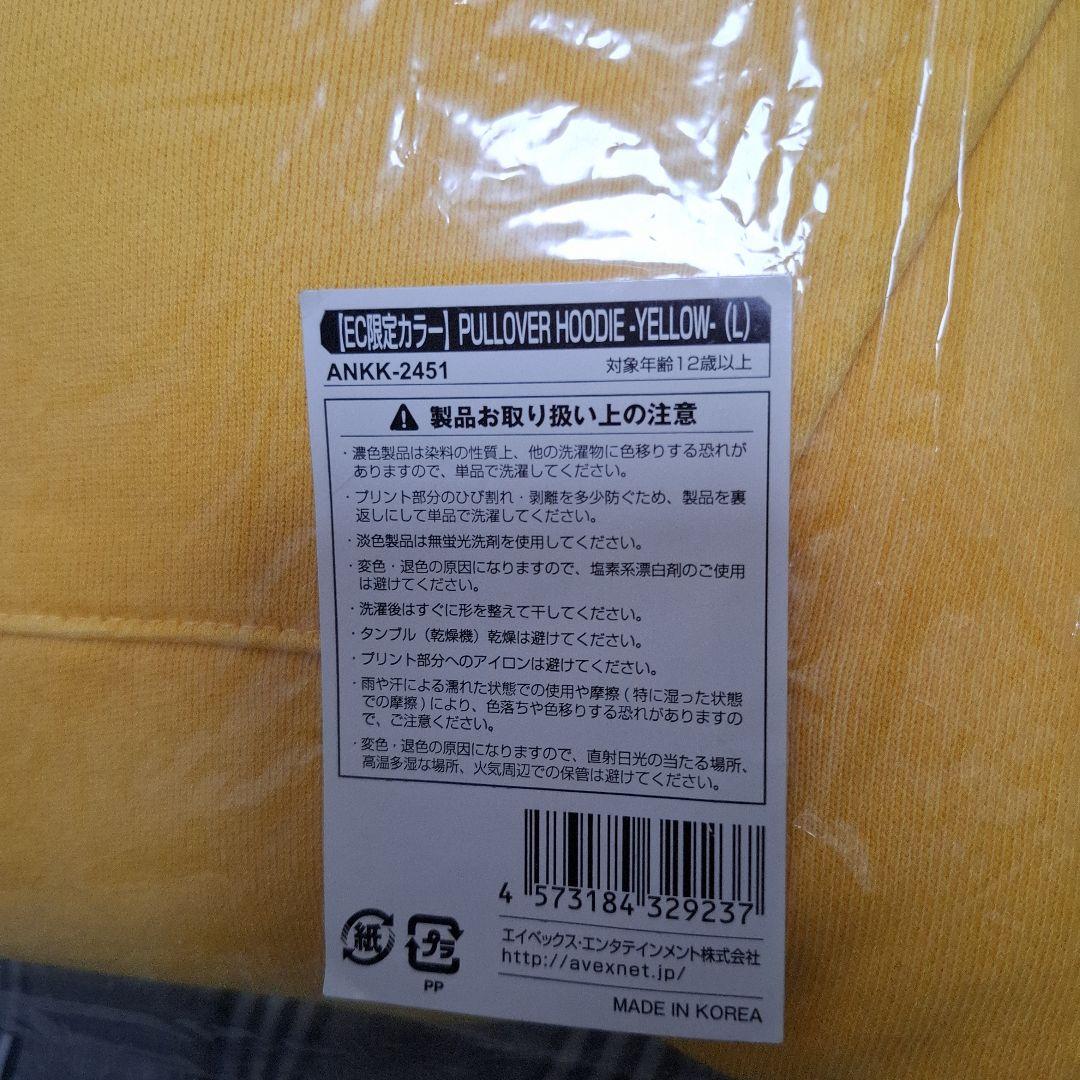 【EC限定カラー】PULLOVER HOODIE -YELLOW-（L）
ANKK-2451 対象年齢12歳以上
製品お取り扱い上の注意
・濃色製品は染料の性質上、他の洗濯物に色移りする恐れが
ありますので、単品で洗濯してください。
・プリント部分のひび割れ・剥離を多少防ぐため、製品を裏
返しにして単品で洗濯してください。
・淡色製品は無蛍光洗剤を使用してください。
・変色・退色の原因になりますので、塩素系漂白剤のご使用
は避けてください。
・洗濯後はすぐに形を整えて干してください。
・タンブル（乾燥機）乾燥は避けてください。
・プリント部分へのアイロンは避けてください。
・雨や汗による濡れた状態での使用や摩擦(特に湿った状態
での摩擦)により、色落ちや色移りする恐れがありますの
で、ご注意ください。
・変色・退色の原因になりますので、直射日光の当たる場所、
高温多湿な場所、火気周辺での保管は避けてください。
4 573184 329237
紙 プラ
PP
エイベックス・エンタテインメント株式会社
http://avexnet.jp/
MADE IN KOREA